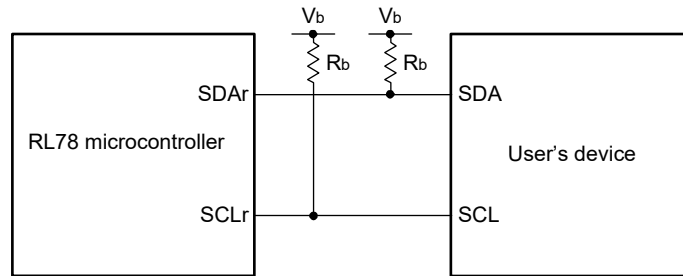 Vb Vb
Rb Rb
SDAr SDA
RL78 microcontroller User's device
SCLr SCL